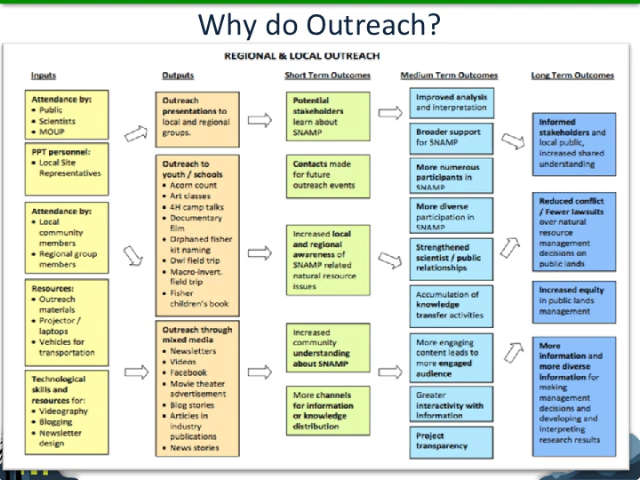 Why do Outreach?
REGIONAL & LOCAL OUTREACH
Inputs
Attendance by:
• Public
• Scientists
• MOUP
PPT personnel:
• Local Site
Representatives
Attendance by:
• Local
community
members
• Regional group
members
Resources:
• Outreach
materials
• Projector /
laptops
• Vehicles for
transportation
Technological
skills and
resources for:
• Videography
• Blogging
• Newsletter
design
Outputs
Outreach
presentations to
local and regional
groups.
Outreach to
youth / schools
• Acorn count
• Art classes
• 4H camp talks
• Documentary
film
• Orphaned fisher
kit naming
• Owl field trip
• Macro-invert.
field trip
• Fisher
children's book
Outreach through
mixed media
• Newsletters
• Videos
• Facebook
• Movie theater
advertisement
• Blog stories
• Articles in
industry
publications
• News stories
Short Term Outcomes
Potential
stakeholders
learn about
SNAMP
Contacts made
for future
outreach events
Increased local
and regional
awareness of
SNAMP related
natural resource
issues
Increased
community
understanding
about SNAMP
More channels
for information
or knowledge
distribution
Medium Term Outcomes
Improved analysis
and interpretation
Broader support
for SNAMP
More numerous
participants in
SNAMP
More diverse
participation in
SNAMP
Strengthened
scientist / public
relationships
Accumulation of
knowledge
transfer activities
More engaging
content leads to
more engaged
audience
Greater
interactivity with
information
Project
transparency
Long Term Outcomes
Informed
stakeholders and
local public,
increased shared
understanding
Reduced conflict
/ Fewer lawsuits
over natural
resource
management
decisions on
public lands
Increased equity
in public lands
management
More
information and
more diverse
information for
making
management
decisions and
developing and
interpreting
research results